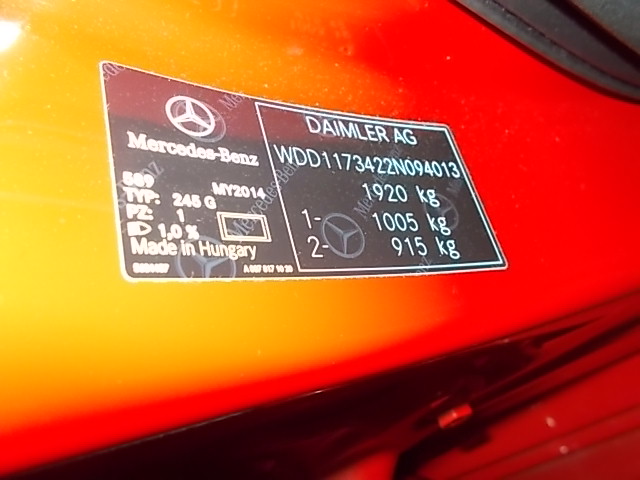 Mercedes-Benz
589 MY2014
TYP: 245 G
PZ: 1
1,0 %
Made in Hungary
DAIMLER AG
WDD1173422N094013
1920 kg
1- 1005 kg
2- 915 kg